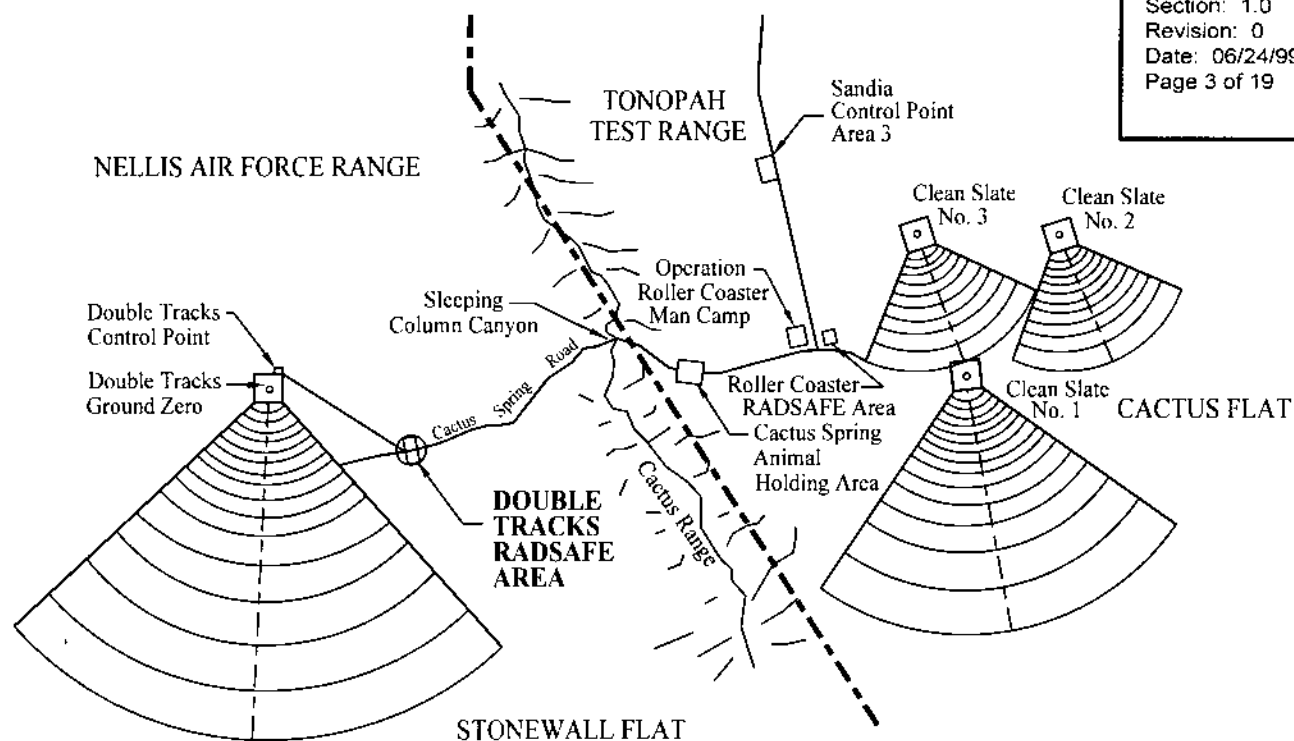 Section: 1.0
Revision: 0
Date: 06/24/99
Page 3 of 19
TONOPAH
TEST RANGE
Sandia
Control Point
Area 3
NELLIS AIR FORCE RANGE
Clean Slate
No. 3
Clean Slate
No. 2
Operation
Roller Coaster
Man Camp
Sleeping
Column Canyon
Double Tracks
Control Point
Double Tracks
Ground Zero
Cactus Spring Road
Roller Coaster
RADSAFE Area
Clean Slate
No. 1
CACTUS FLAT
Cactus Spring
Animal
Holding Area
Cactus Range
DOUBLE
TRACKS
RADSAFE
AREA
STONEWALL FLAT